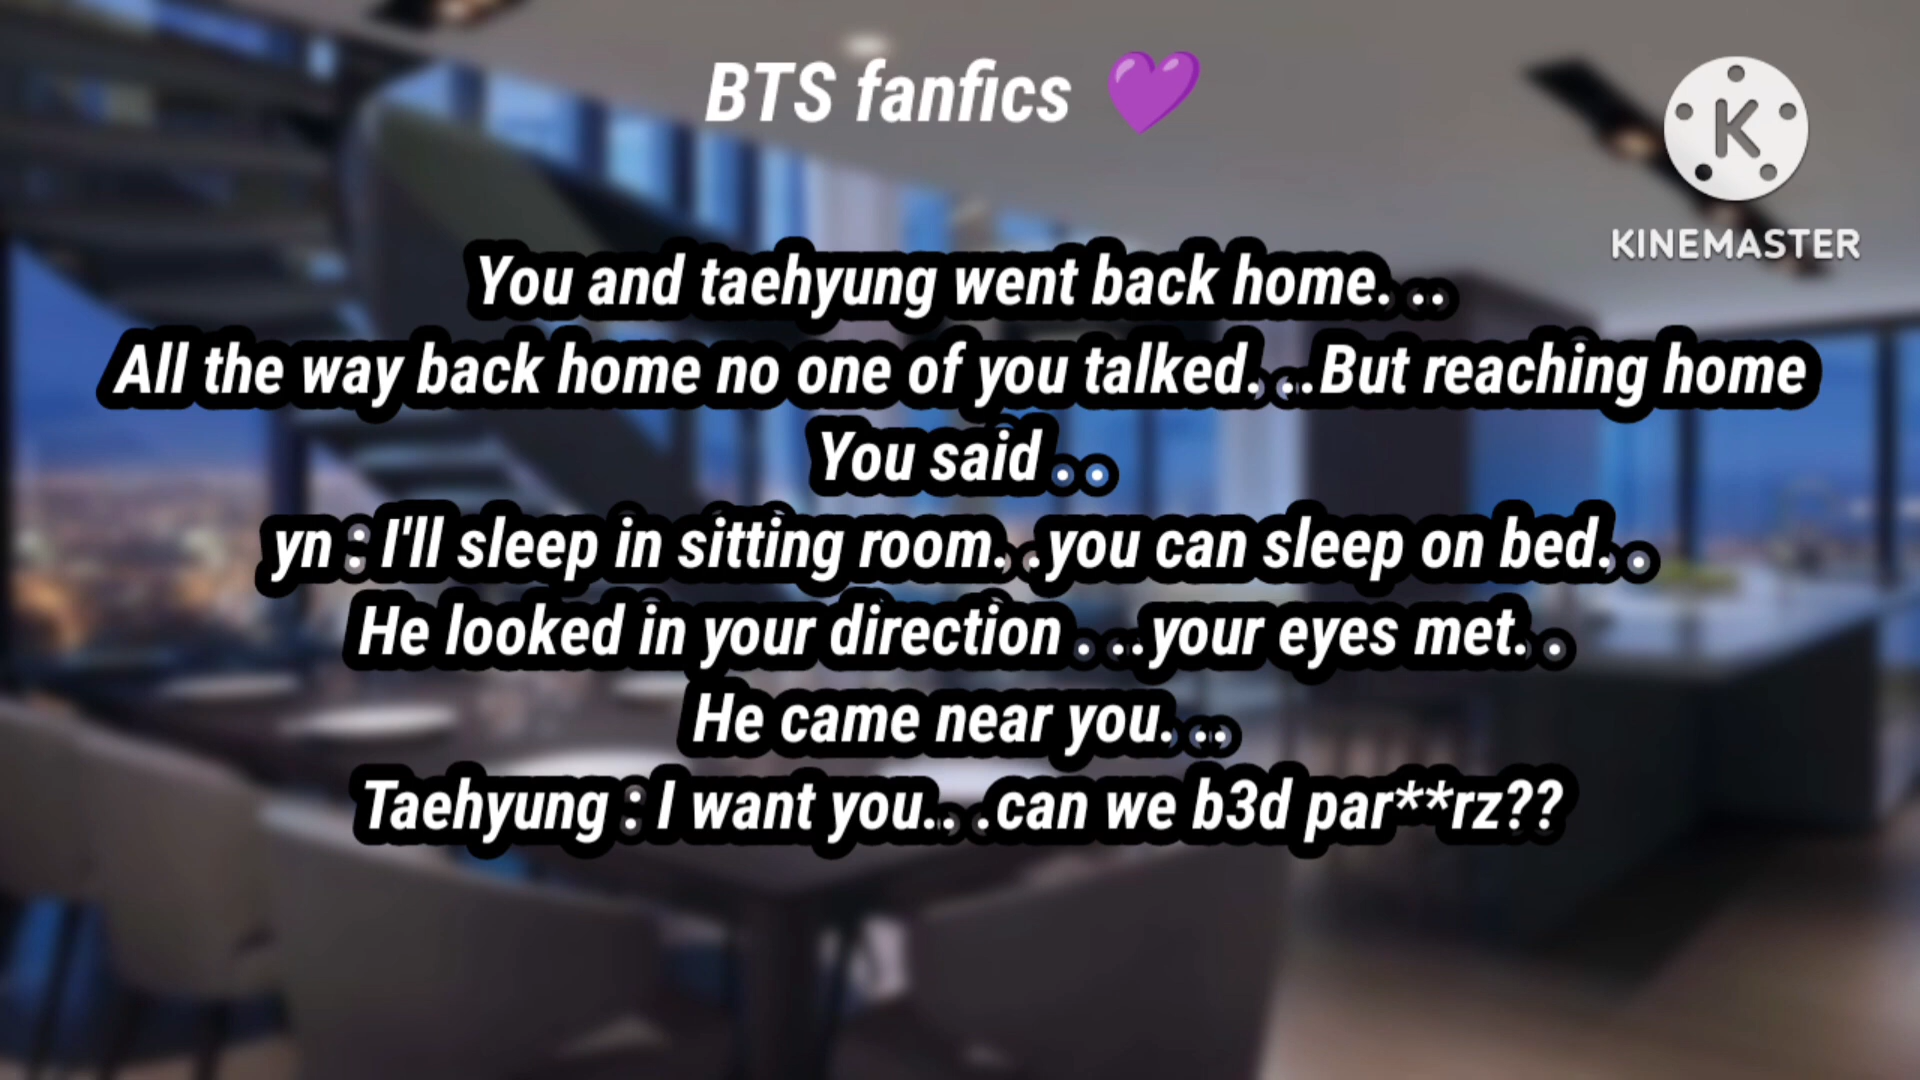 BTS fanfics 💜
K
KINEMASTER
You and taehyung went back home. ..
All the way back home no one of you talked. ..But reaching home
You said . .
yn : I'll sleep in sitting room. .you can sleep on bed. .
He looked in your direction . ..your eyes met. .
He came near you. ..
Taehyung : I want you.. .can we b3d par**rz??